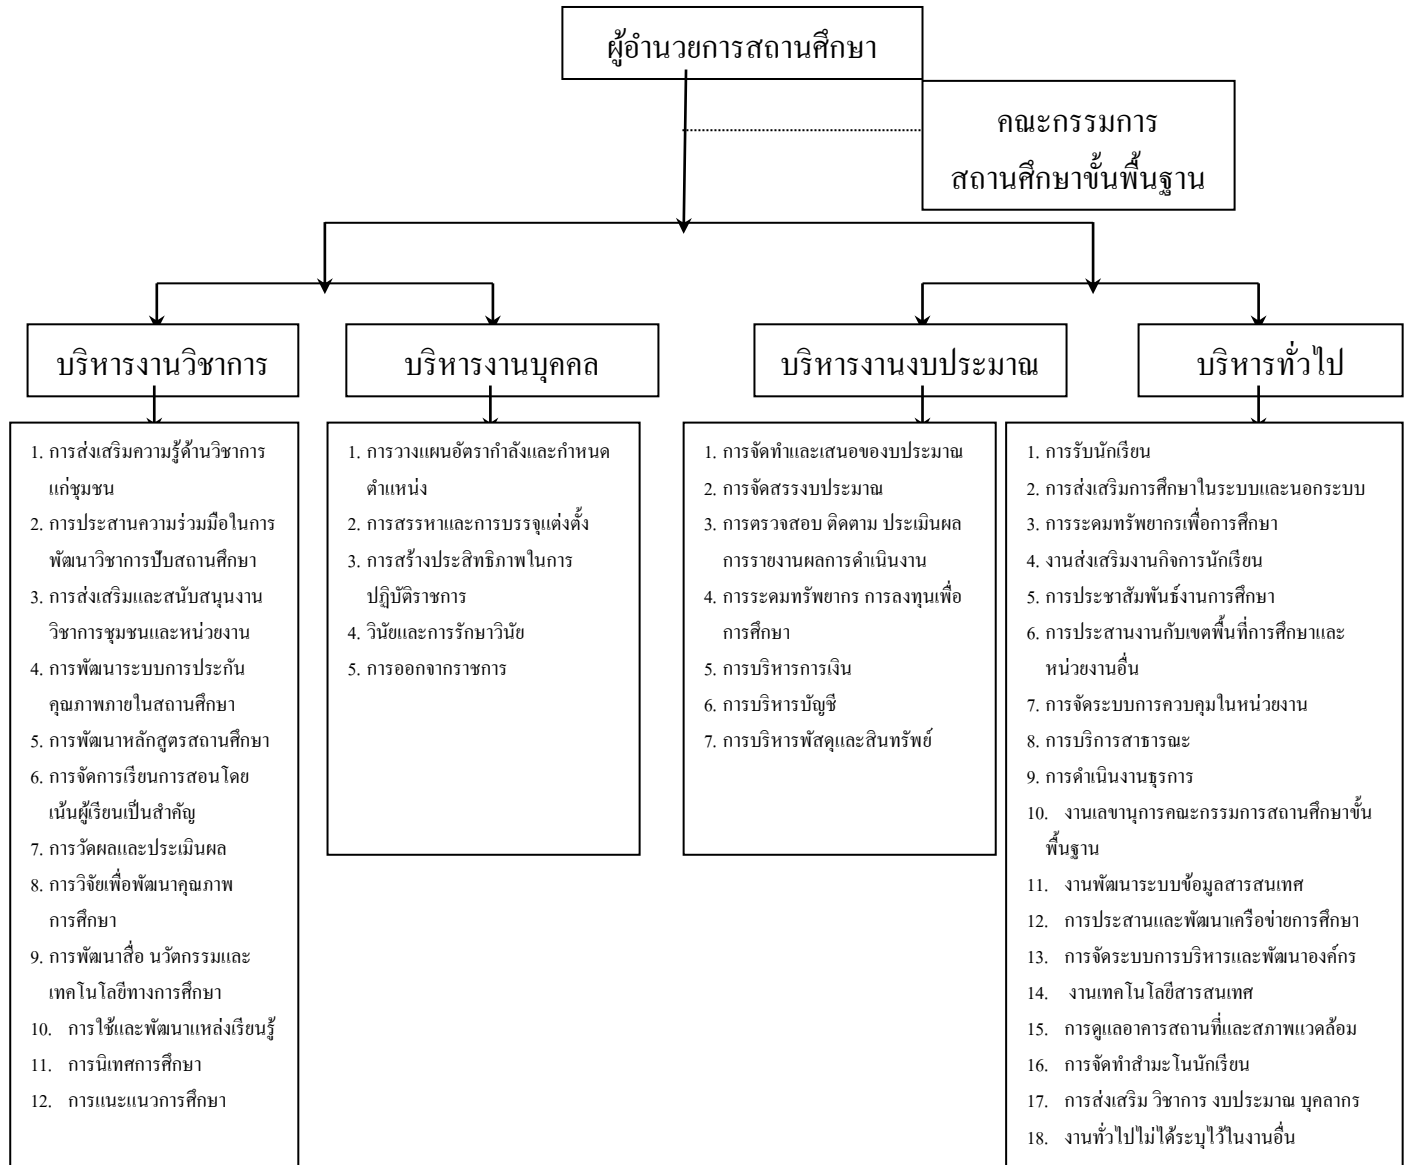 ผู้อำนวยการสถานศึกษา
คณะกรรมการ
สถานศึกษาขั้นพื้นฐาน
บริหารงานวิชาการ
บริหารงานบุคคล
บริหารงานงบประมาณ
บริหารทั่วไป
1. การส่งเสริมความรู้ด้านวิชาการ
แก่ชุมชน
2. การประสานความร่วมมือในการ
พัฒนาวิชาการปับสถานศึกษา
3. การส่งเสริมและสนับสนุนงาน
วิชาการชุมชนและหน่วยงาน
4. การพัฒนาระบบการประกัน
คุณภาพภายในสถานศึกษา
5. การพัฒนาหลักสูตรสถานศึกษา
6. การจัดการเรียนการสอนโดย
เน้นผู้เรียนเป็นสำคัญ
7. การวัดผลและประเมินผล
8. การวิจัยเพื่อพัฒนาคุณภาพ
การศึกษา
9. การพัฒนาสื่อ นวัตกรรมและ
เทคโนโลยีทางการศึกษา
10. การใช้และพัฒนาแหล่งเรียนรู้
11. การนิเทศการศึกษา
12. การแนะแนวการศึกษา
1. การวางแผนอัตรากำลังและกำหนด
ตำแหน่ง
2. การสรรหาและการบรรจุแต่งตั้ง
3. การสร้างประสิทธิภาพในการ
ปฏิบัติราชการ
4. วินัยและการรักษาวินัย
5. การออกจากราชการ
1. การจัดทำและเสนอของบประมาณ
2. การจัดสรรงบประมาณ
3. การตรวจสอบ ติดตาม ประเมินผล
การรายงานผลการดำเนินงาน
4. การระดมทรัพยากร การลงทุนเพื่อ
การศึกษา
5. การบริหารการเงิน
6. การบริหารบัญชี
7. การบริหารพัสดุและสินทรัพย์
1. การรับนักเรียน
2. การส่งเสริมการศึกษาในระบบและนอกระบบ
3. การระดมทรัพยากรเพื่อการศึกษา
4. งานส่งเสริมงานกิจการนักเรียน
5. การประชาสัมพันธ์งานการศึกษา
6. การประสานงานกับเขตพื้นที่การศึกษาและ
หน่วยงานอื่น
7. การจัดระบบการควบคุมในหน่วยงาน
8. การบริการสาธารณะ
9. การดำเนินงานธุรการ
10. งานเลขานุการคณะกรรมการสถานศึกษาขั้น
พื้นฐาน
11. งานพัฒนาระบบข้อมูลสารสนเทศ
12. การประสานและพัฒนาเครือข่ายการศึกษา
13. การจัดระบบการบริหารและพัฒนาองค์กร
14. งานเทคโนโลยีสารสนเทศ
15. การดูแลอาคารสถานที่และสภาพแวดล้อม
16. การจัดทำสำมะโนนักเรียน
17. การส่งเสริม วิชาการ งบประมาณ บุคลากร
18. งานทั่วไปไม่ได้ระบุไว้ในงานอื่น